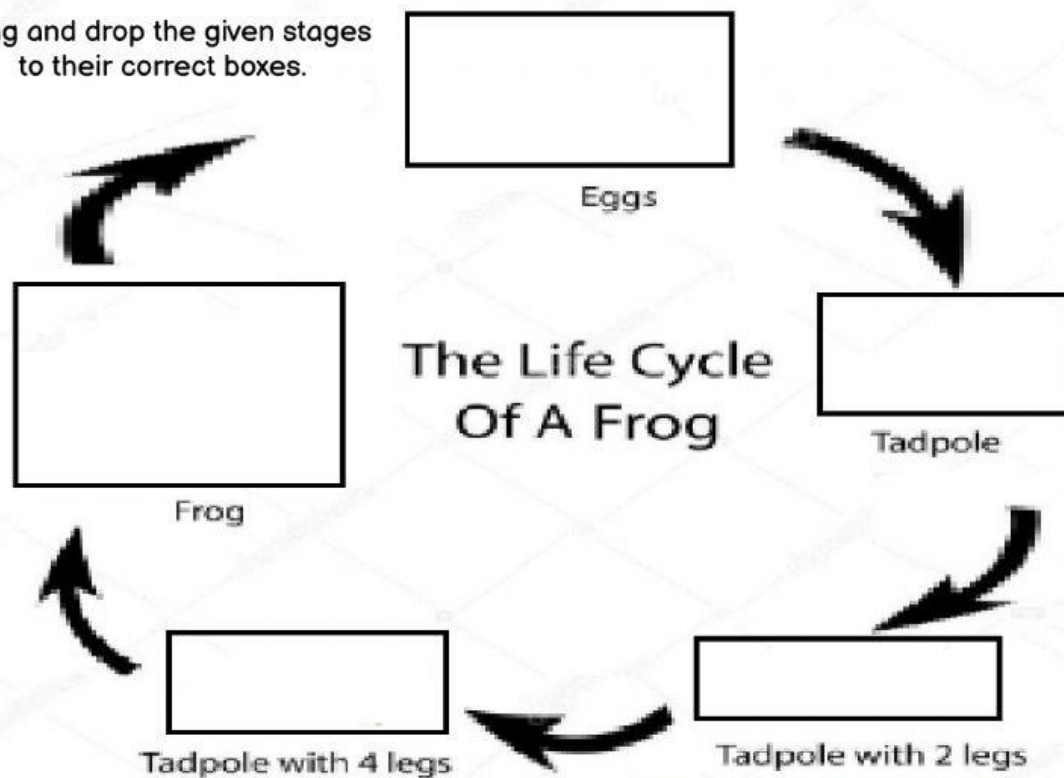 and drop the given stages
to their correct boxes.
Eggs
The Life Cycle
Of A Frog
Tadpole
Frog
Tadpole with 4 legs
Tadpole with 2 legs